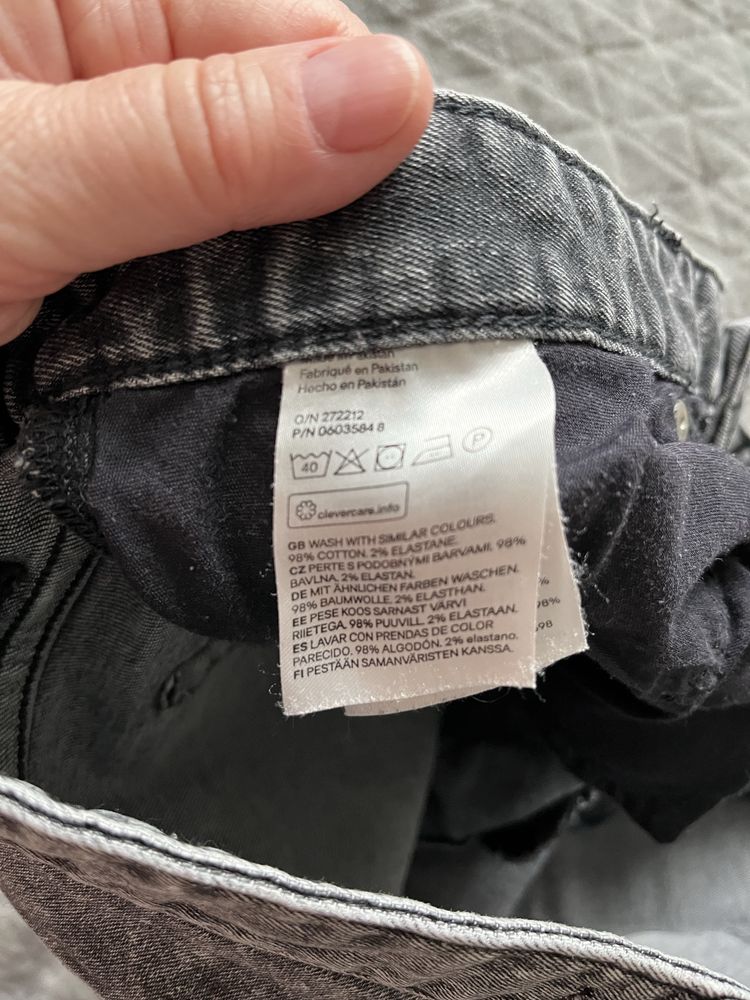 Fabriqué en Pakistan
Hecho en Pakistán
O/N 272212
P/N 0603584 8
40
P
clevercare.info
GB WASH WITH SIMILAR COLOURS.
98% COTTON. 2% ELASTANE.
CZ PERTE S PODOBNÝMI BARVAMI. 98%
BAVLNA. 2% ELASTAN.
DE MIT ÄHNLICHEN FARBEN WASCHEN.
98% BAUMWOLLE. 2% ELASTHAN.
EE PESE KOOS SARNAST VÄRVI
RIIETEGA. 98% PUUVILL. 2% ELASTAAN.
ES LAVAR CON PRENDAS DE COLOR
PARECIDO. 98% ALGODÓN. 2% elastano.
FI PESTÄÄN SAMANVÄRISTEN KANSSA.
%
98%
98